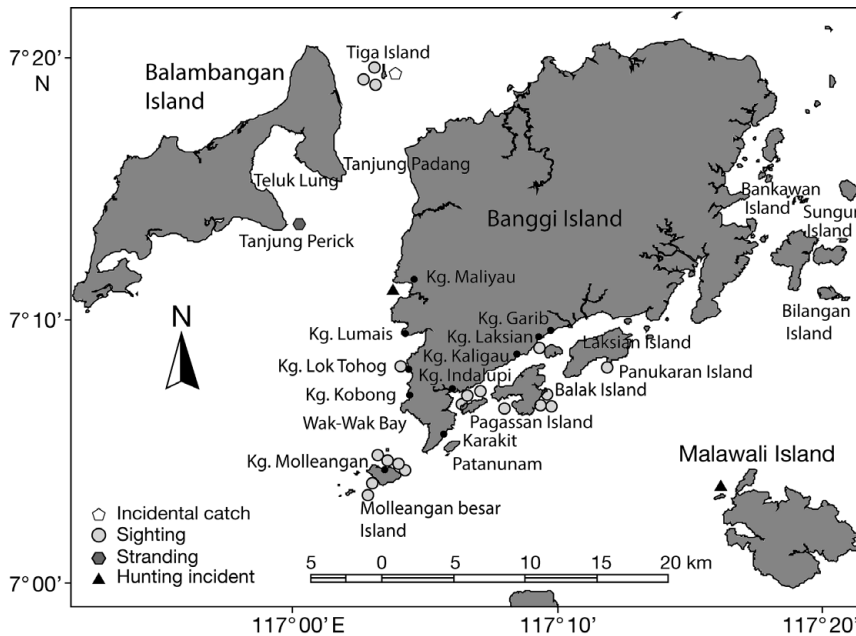 7°20'
N
7°10'
7°00'
Tiga Island
Balambangan
Island
Tanjung Padang
Teluk Lung
Tanjung Perick
Banggi Island
Bankawan
Island
Sungur
Island
Bilangan
Island
Kg. Maliyau
Kg. Lumais
Kg. Garib
Kg. Laksian
Laksian Island
Kg. Kaligau
Kg. Lok Tohog
Kg. Indalupi
Panukaran Island
Balak Island
Kg. Kobong
Pagassan Island
Wak-Wak Bay
Karakit
Patanunam
Kg. Molleangan
Molleangan besar
Island
Malawali Island
N
Incidental catch
Sighting
Stranding
Hunting incident
5 0 5 10 15 20 km
117°00' E
117°10'
117°20'